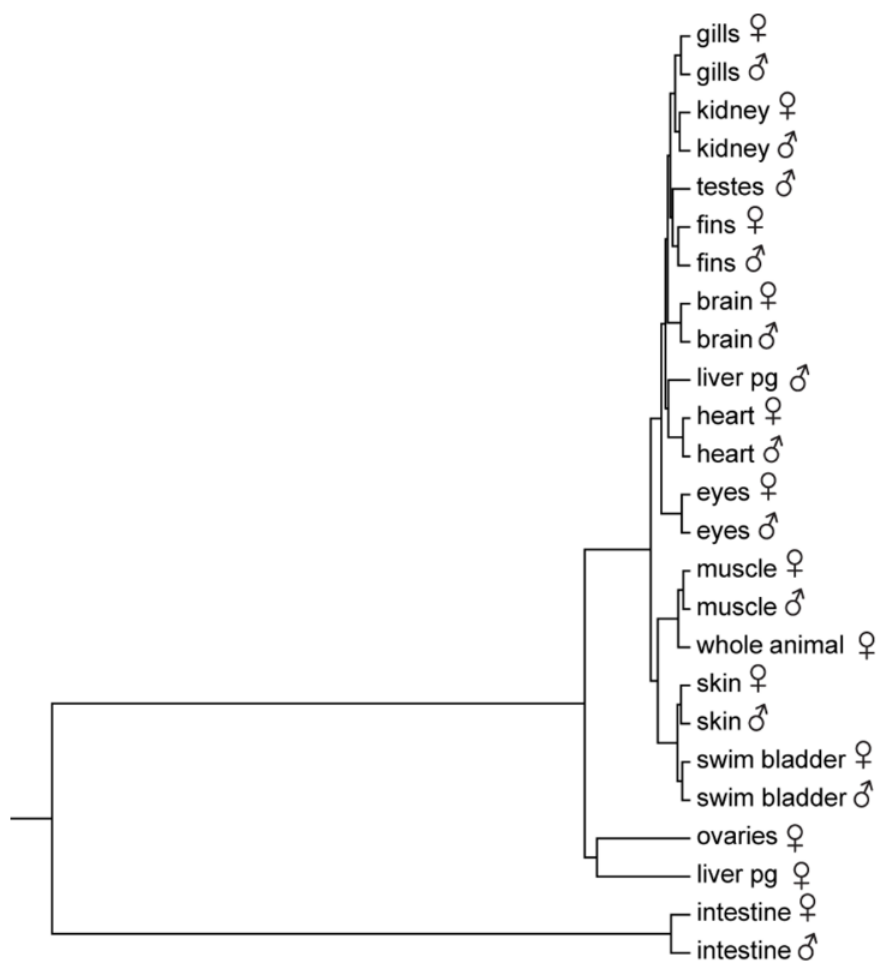 gills ♀
gills ♂
kidney ♀
kidney ♂
testes ♂
fins ♀
fins ♂
brain ♀
brain ♂
liver pg ♂
heart ♀
heart ♂
eyes ♀
eyes ♂
muscle ♀
muscle ♂
whole animal ♀
skin ♀
skin ♂
swim bladder ♀
swim bladder ♂
ovaries ♀
liver pg ♀
intestine ♀
intestine ♂